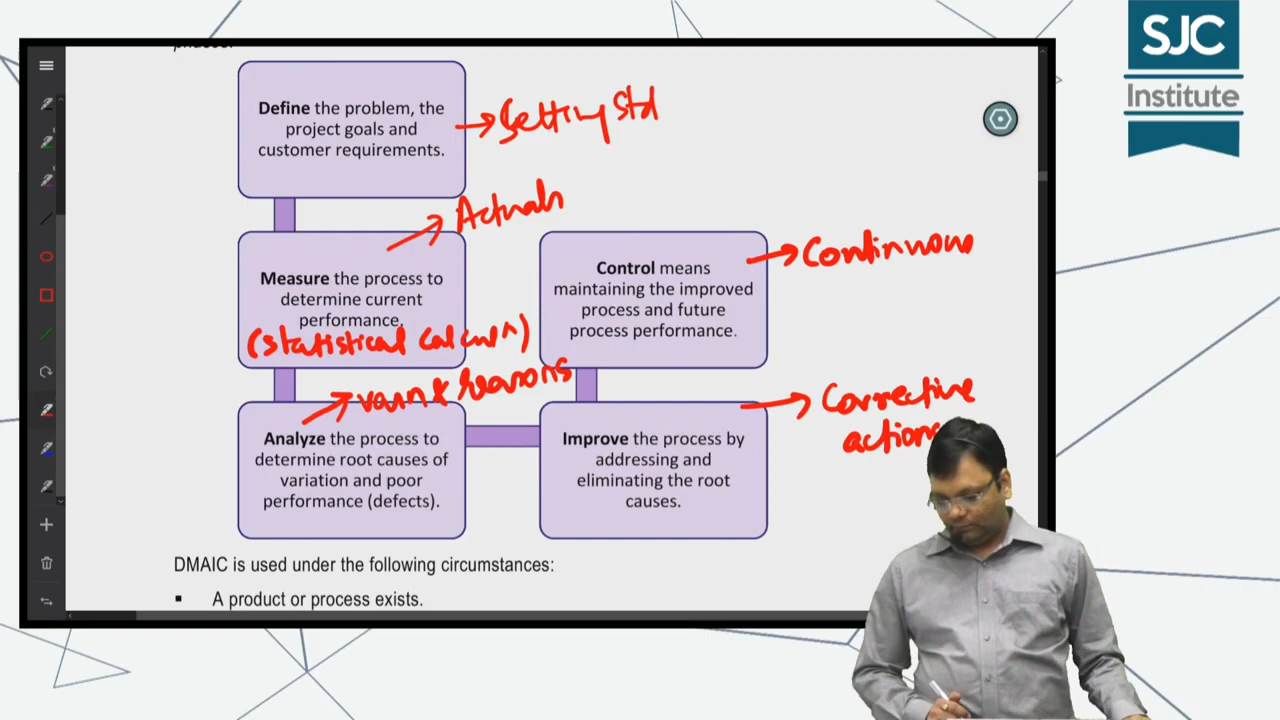 SJC
Institute
Define the problem, the
project goals and
customer requirements.
Setting Std
Actuals
Measure the process to
determine current
performance.
(Statistical Calculn)
Control means
maintaining the improved
process and future
process performance.
Continuous
& reasons
Analyze the process to
determine root causes of
variation and poor
performance (defects).
Improve the process by
addressing and
eliminating the root
causes.
Corrective
actions
DMAIC is used under the following circumstances:
▪ A product or process exists.